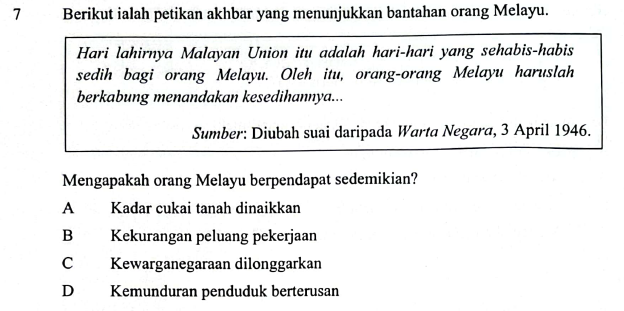 7 Berikut ialah petikan akhbar yang menunjukkan bantahan orang Melayu.
Hari lahirnya Malayan Union itu adalah hari-hari yang sehabis-habis
sedih bagi orang Melayu. Oleh itu, orang-orang Melayu haruslah
berkabung menandakan kesedihannya...
Sumber: Diubah suai daripada Warta Negara, 3 April 1946.
Mengapakah orang Melayu berpendapat sedemikian?
A Kadar cukai tanah dinaikkan
B Kekurangan peluang pekerjaan
C Kewarganegaraan dilonggarkan
D Kemunduran penduduk berterusan